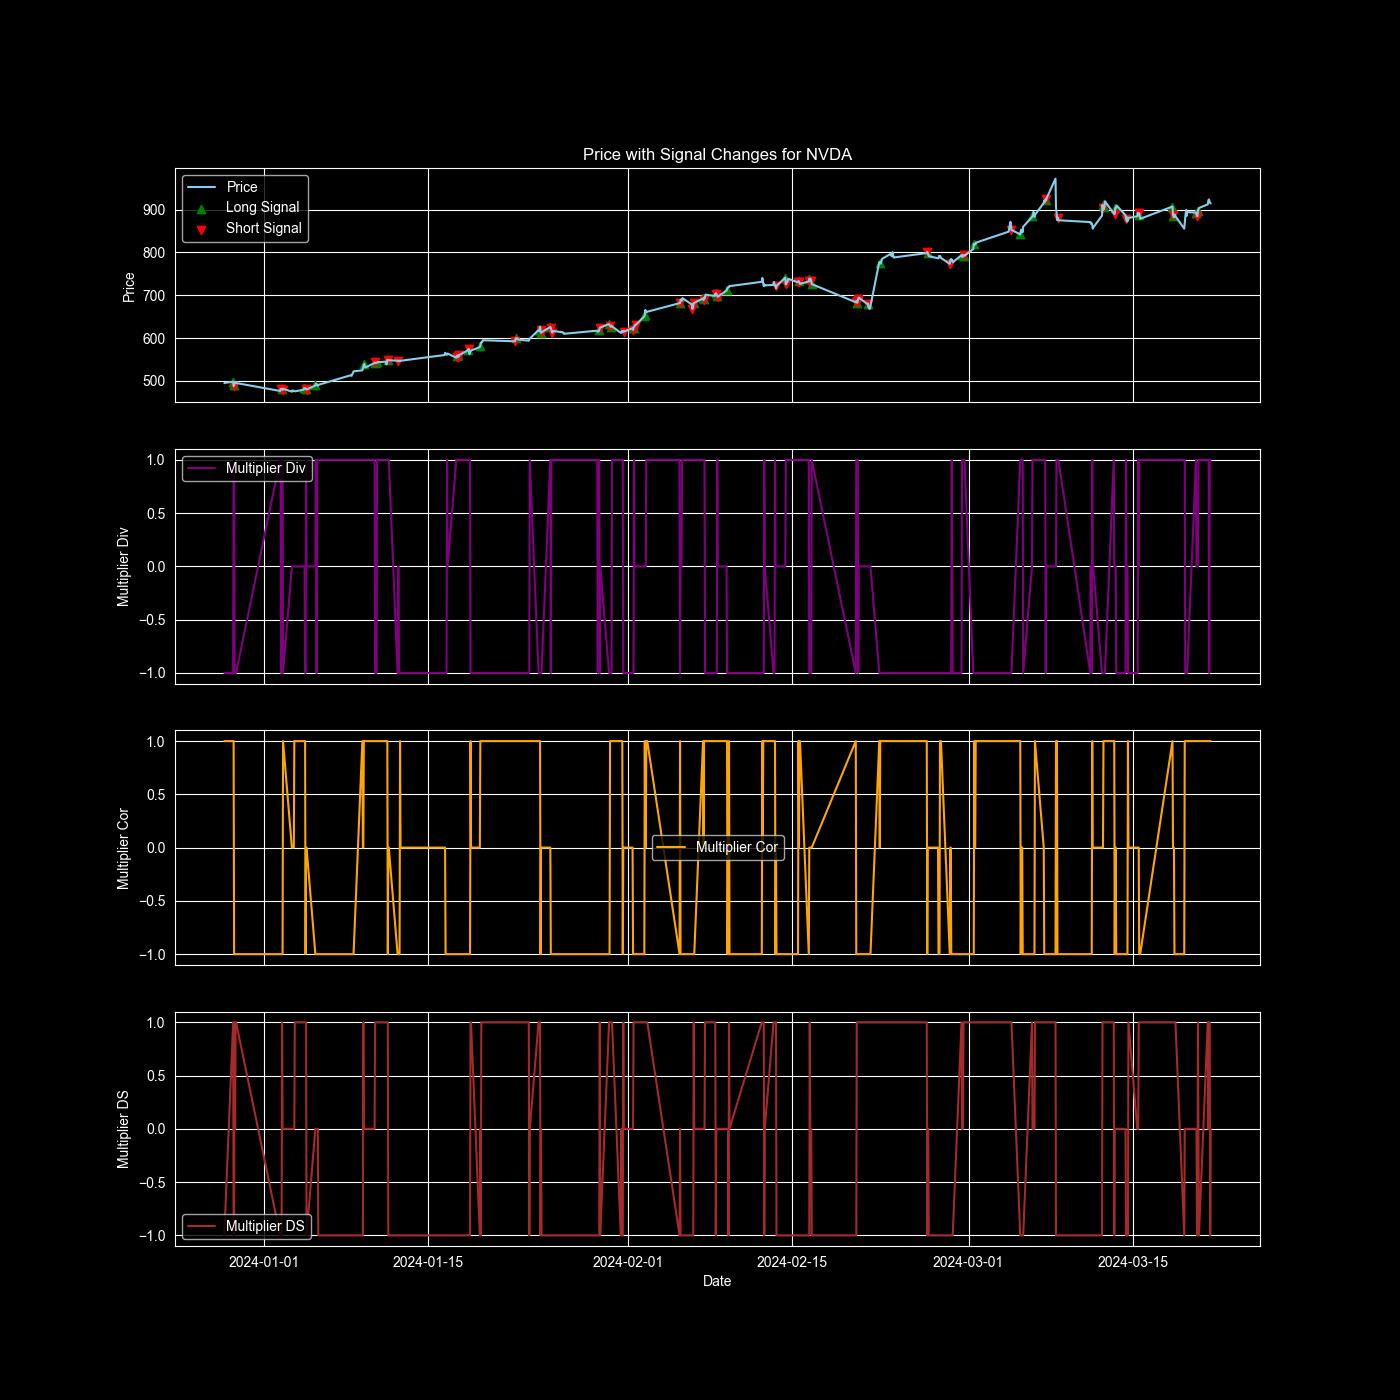 Price with Signal Changes for NVDA
Price
Long Signal
Short Signal
Price
900
800
700
600
500
Multiplier Div
Multiplier Div
1.0
0.5
0.0
−0.5
−1.0
Multiplier Cor
Multiplier Cor
1.0
0.5
0.0
−0.5
−1.0
Multiplier DS
Multiplier DS
1.0
0.5
0.0
−0.5
−1.0
2024-01-01 2024-01-15 2024-02-01 2024-02-15 2024-03-01 2024-03-15
Date